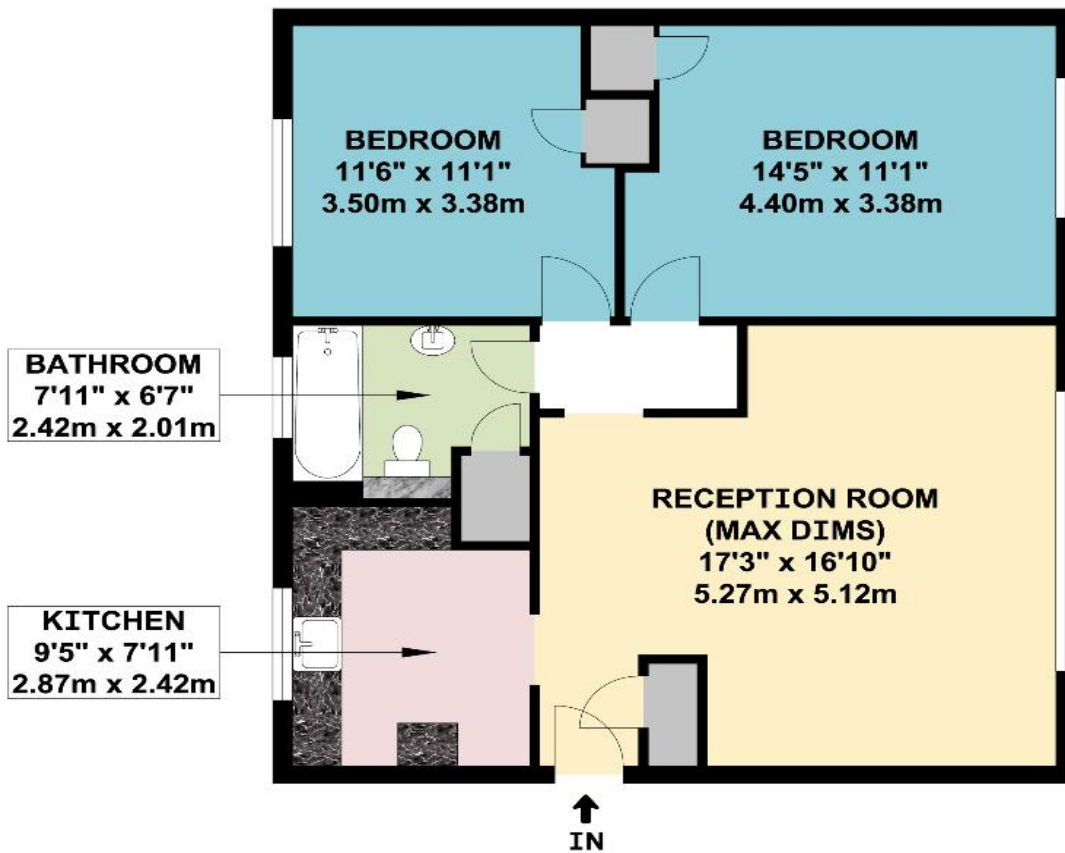 BEDROOM
11'6" x 11'1"
3.50m x 3.38m
BEDROOM
14'5" x 11'1"
4.40m x 3.38m
BATHROOM
7'11" x 6'7"
2.42m x 2.01m
RECEPTION ROOM
(MAX DIMS)
17'3" x 16'10"
5.27m x 5.12m
KITCHEN
9'5" x 7'11"
2.87m x 2.42m
IN